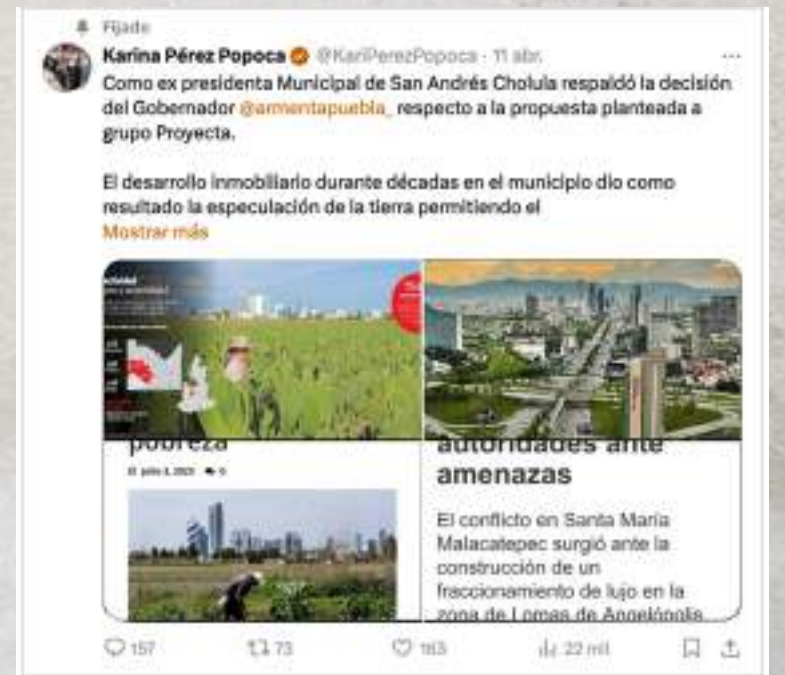 Fijado
Karina Pérez Popoca @KariPerezPopoca · 11 abr.
Como ex presidenta Municipal de San Andrés Cholula respaldó la decisión
del Gobernador @armentapuebla_ respecto a la propuesta planteada a
grupo Proyecta.
El desarrollo inmobiliario durante décadas en el municipio dio como
resultado la especulación de la tierra permitiendo el
Mostrar más
pobreza
autoridades ante
amenazas
El conflicto en Santa María
Malacatepec surgió ante la
construcción de un
fraccionamiento de lujo en la
zona de Lomas de Angelópolis
157 73 163 22 mil